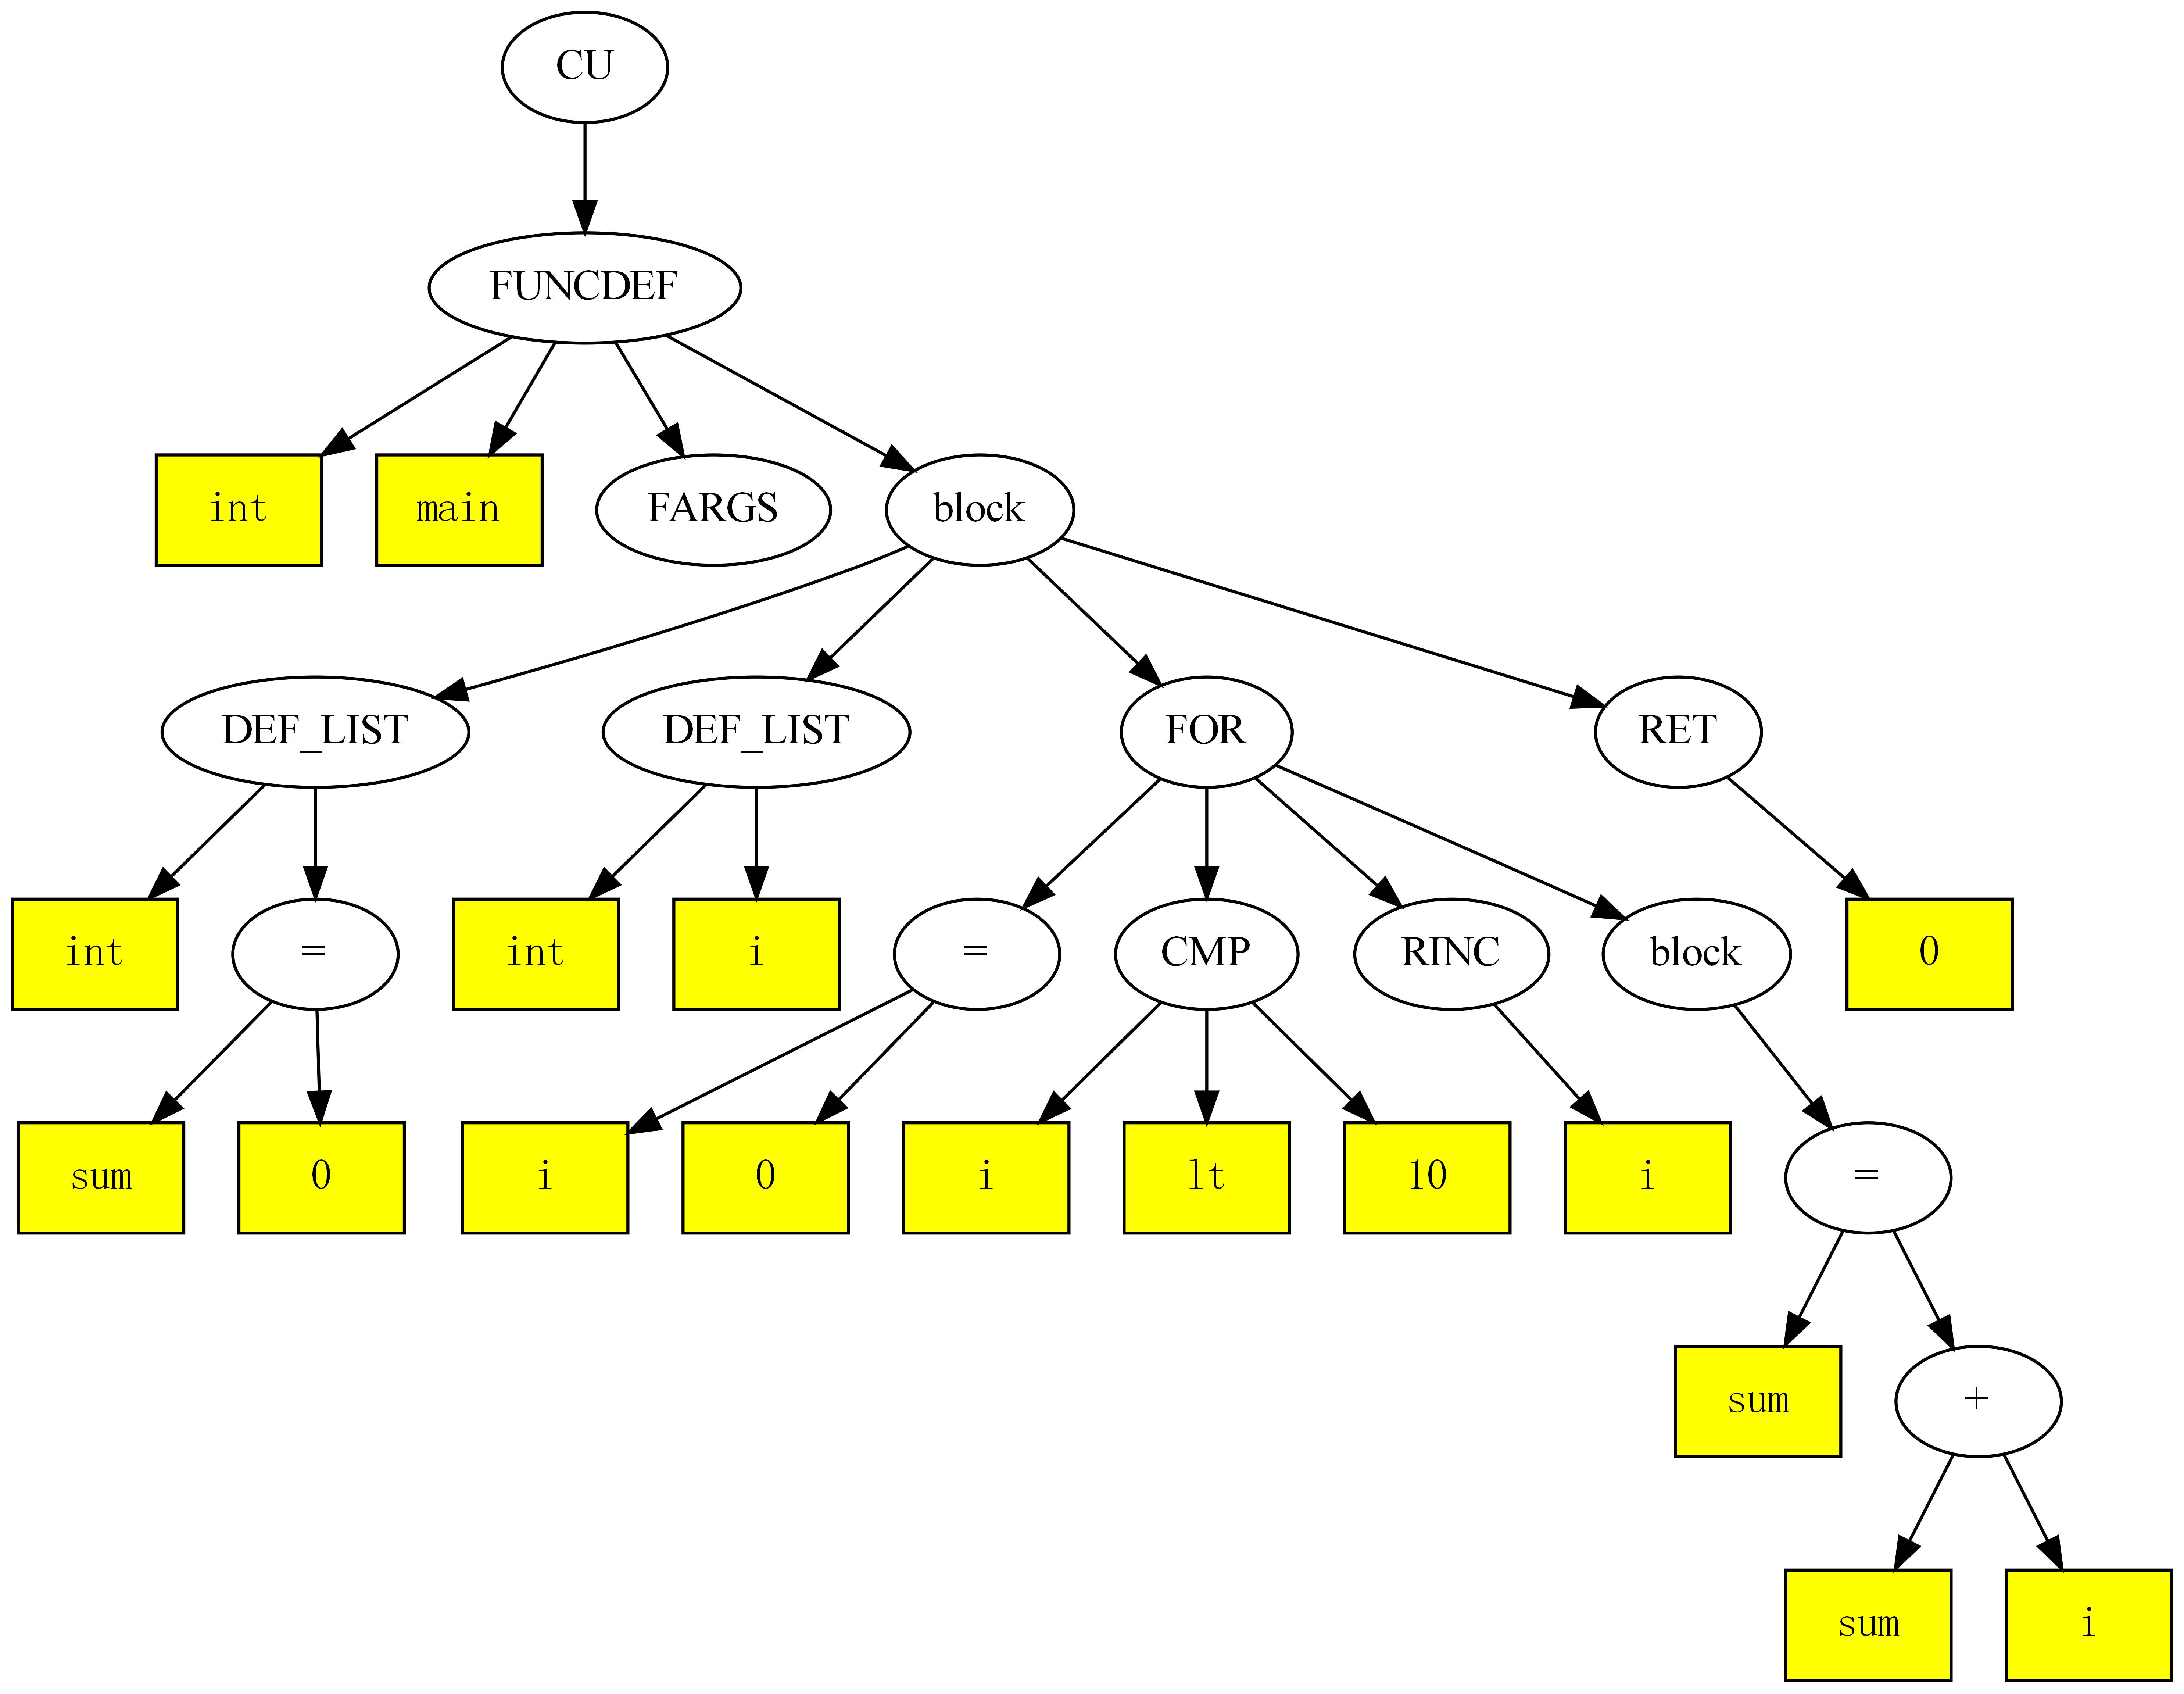 CU
FUNCDEF
int main FARGS block
DEF_LIST DEF_LIST FOR RET
int = int i = CMP RINC block 0
sum 0 i 0 i lt 10 i =
sum +
sum i